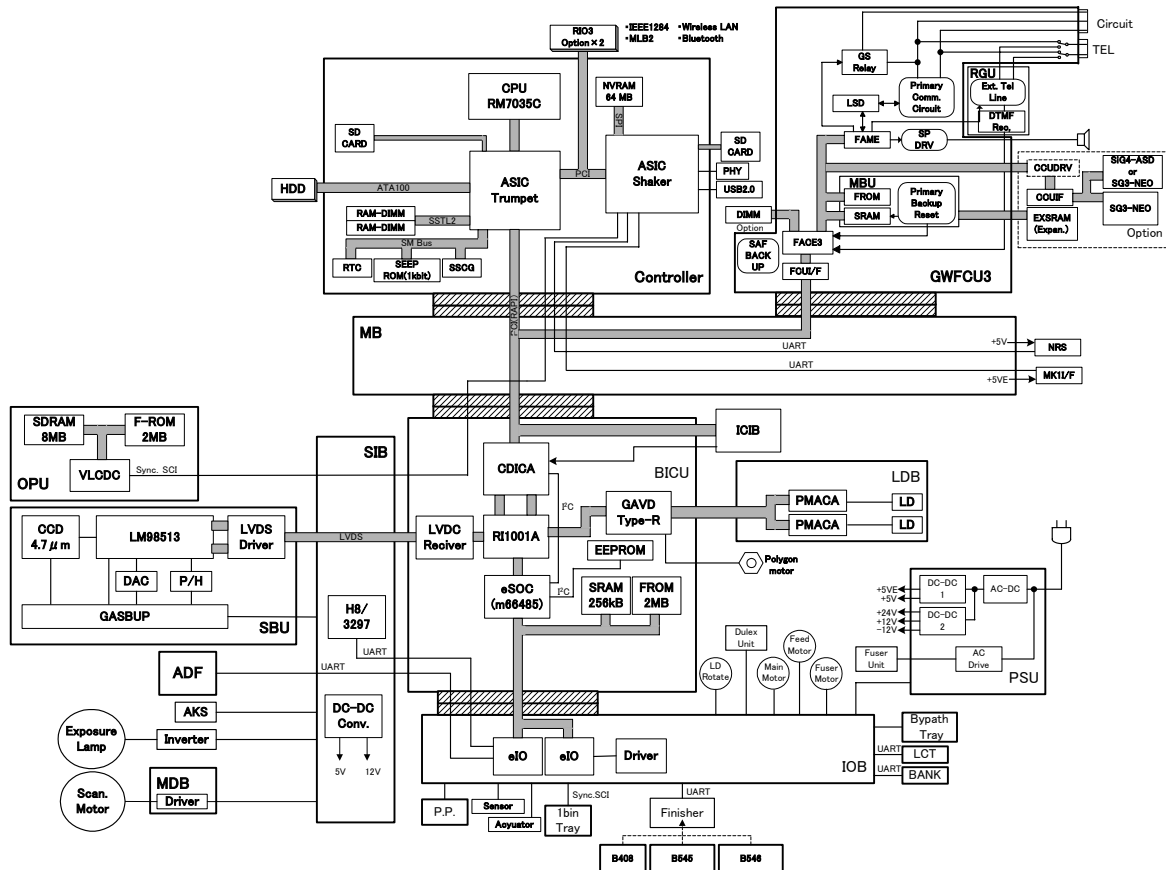 RIO3
Option×2
・IEEE1284 ・Wireless LAN
・MLB2 ・Bluetooth
CPU
RM7035C
NVRAM
64 MB
SPI
SD
CARD
ASIC
Trumpet
PCI
ASIC
Shaker
SD
CARD
PHY
USB2.0
HDD
ATA100
RAM-DIMM
RAM-DIMM
SSTL2
SM Bus
RTC
SEEP
ROM(1kbit)
SSCG
Controller
PCI(RAPI)
Circuit
TEL
GS
Relay
Primary
Comm.
Circuit
RGU
Ext. Tel
Line
DTMF
Rec,
LSD
FAME
SP
DRV
MBU
FROM
SRAM
Primary
Backup
Reset
DIMM
Option
SAF
BACK
UP
FACE3
FCUI/F
GWFCU3
CCUDRV
CCUIF
EXSRAM
(Expan.)
SIG4-ASD
or
SG3-NEO
SG3-NEO
Option
MB
UART
+5V
NRS
UART
+5VE
MK1I/F
SDRAM
8MB
F-ROM
2MB
VLCDC
OPU
Sync. SCI
SIB
CCD
4.7μm
LM98513
LVDS
Driver
DAC
P/H
GASBUP
SBU
LVDS
H8/
3297
UART
UART
DC-DC
Conv.
5V 12V
ADF
AKS
Exposure
Lamp
Inverter
Scan.
Motor
MDB
Driver
ICIB
BICU
CDICA
I²C
LVDC
Reciver
RI1001A
GAVD
Type-R
EEPROM
eSOC
(m66485)
I²C
SRAM
256kB
FROM
2MB
Polygon
motor
LDB
PMACA
LD
PMACA
LD
+5VE
+5V
+24V
+12V
-12V
DC-DC
1
DC-DC
2
AC-DC
Fuser
Unit
AC
Drive
PSU
LD
Rotate
Dulex
Unit
Main
Motor
Feed
Motor
Fuser
Motor
eIO
eIO
Driver
IOB
Bypath
Tray
UART
LCT
UART
BANK
P.P.
Sensor
Acyuator
Sync.SCI
1bin
Tray
UART
Finisher
B408
B545
B546